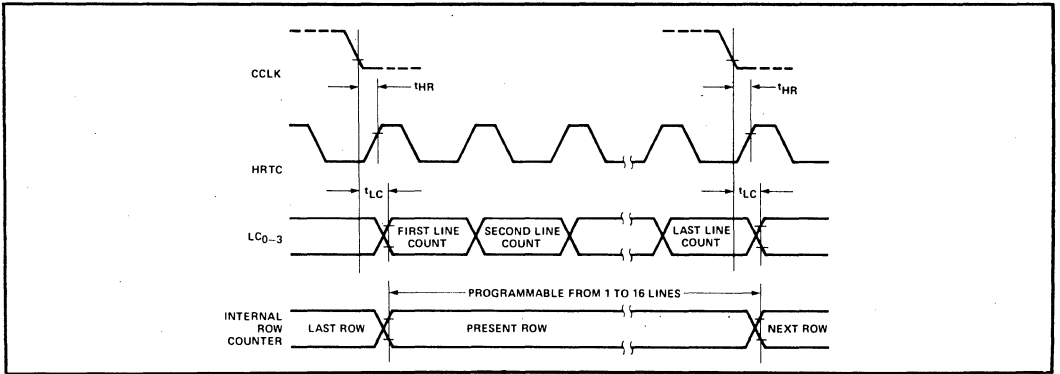 CCLK
tHR
tHR
HRTC
tLC
tLC
LC0–3
FIRST LINE
COUNT
SECOND LINE
COUNT
LAST LINE
COUNT
PROGRAMMABLE FROM 1 TO 16 LINES
INTERNAL
ROW
COUNTER
LAST ROW
PRESENT ROW
NEXT ROW